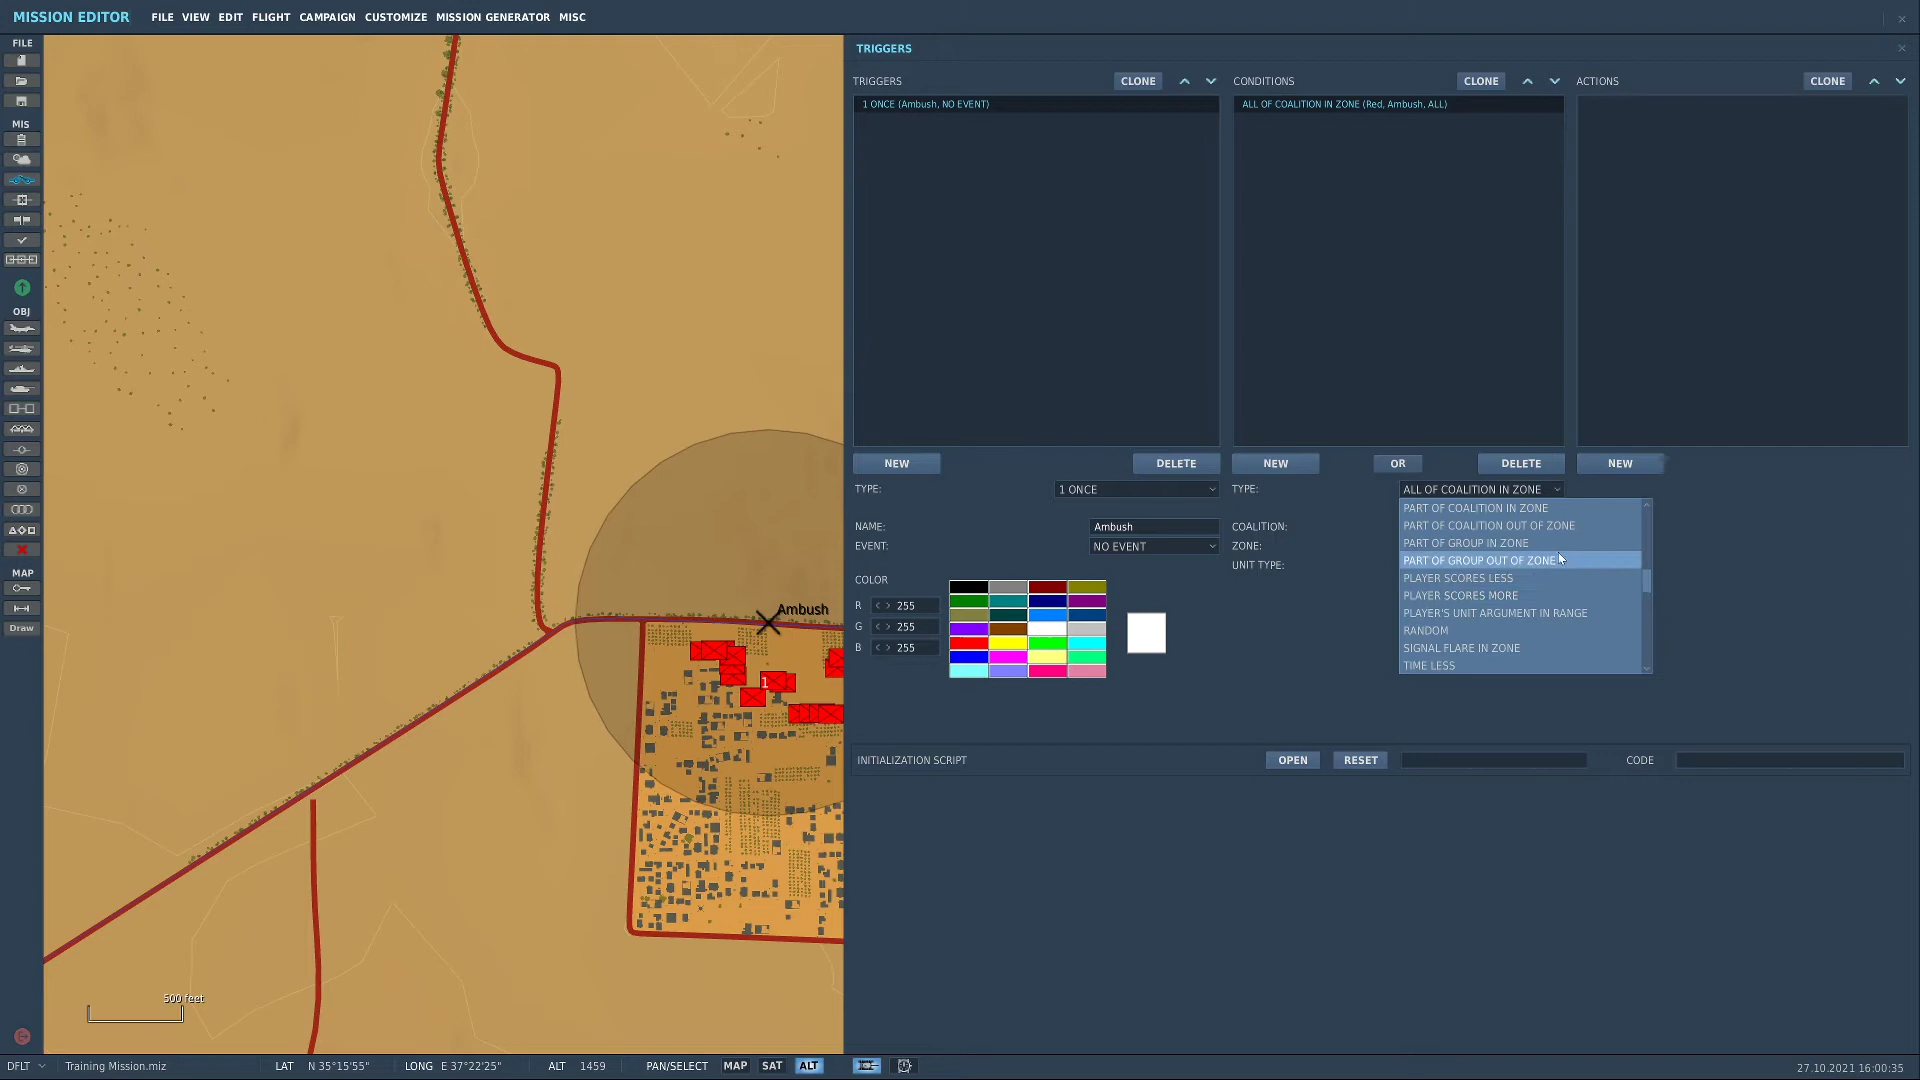 MISSION EDITOR FILE VIEW EDIT FLIGHT CAMPAIGN CUSTOMIZE MISSION GENERATOR MISC
FILE
MIS
OBJ
MAP
Draw
Ambush
1
500 feet
TRIGGERS
TRIGGERS CLONE CONDITIONS CLONE ACTIONS CLONE
1 ONCE (Ambush, NO EVENT) ALL OF COALITION IN ZONE (Red, Ambush, ALL)
NEW DELETE NEW OR DELETE NEW
TYPE: 1 ONCE TYPE: ALL OF COALITION IN ZONE
NAME: Ambush COALITION:
EVENT: NO EVENT ZONE:
UNIT TYPE:
COLOR
R < > 255
G < > 255
B < > 255
PART OF COALITION IN ZONE
PART OF COALITION OUT OF ZONE
PART OF GROUP IN ZONE
PART OF GROUP OUT OF ZONE
PLAYER SCORES LESS
PLAYER SCORES MORE
PLAYER'S UNIT ARGUMENT IN RANGE
RANDOM
SIGNAL FLARE IN ZONE
TIME LESS
INITIALIZATION SCRIPT OPEN RESET CODE
DFLT Training Mission.miz LAT N 35°15'55" LONG E 37°22'25" ALT 1459 PAN/SELECT MAP SAT ALT 27.10.2021 16:00:35